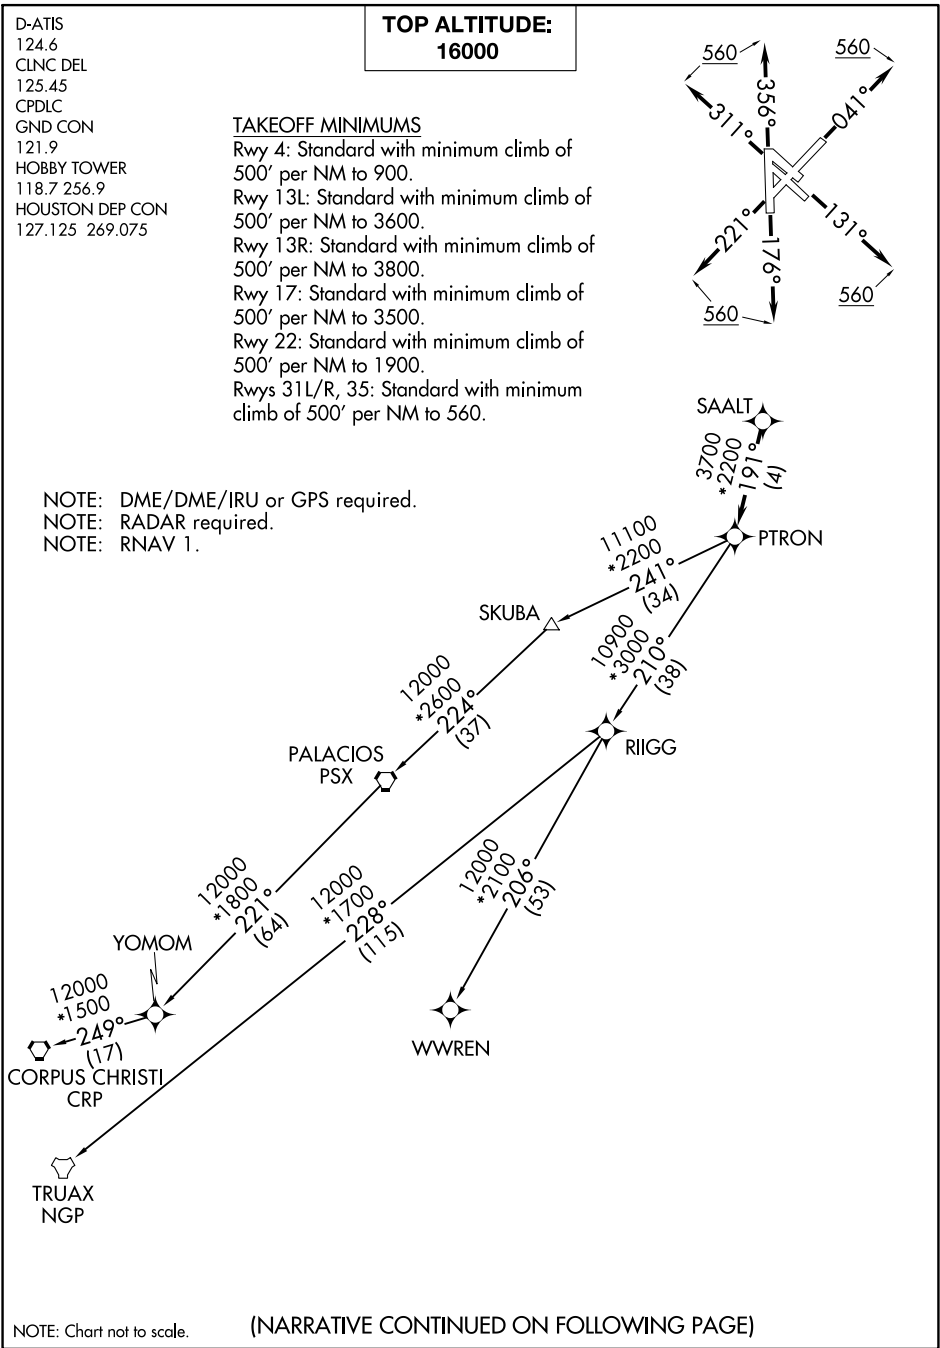 D-ATIS
124.6
CLNC DEL
125.45
CPDLC
GND CON
121.9
HOBBY TOWER
118.7 256.9
HOUSTON DEP CON
127.125 269.075
TOP ALTITUDE:
16000
TAKEOFF MINIMUMS
Rwy 4: Standard with minimum climb of
500' per NM to 900.
Rwy 13L: Standard with minimum climb of
500' per NM to 3600.
Rwy 13R: Standard with minimum climb of
500' per NM to 3800.
Rwy 17: Standard with minimum climb of
500' per NM to 3500.
Rwy 22: Standard with minimum climb of
500' per NM to 1900.
Rwys 31L/R, 35: Standard with minimum
climb of 500' per NM to 560.
560
560
311°
356°
041°
221°
176°
131°
560
560
NOTE: DME/DME/IRU or GPS required.
NOTE: RADAR required.
NOTE: RNAV 1.
SAALT
3700
*2200
191°
(4)
PTRON
11100
*2200
241°
(34)
SKUBA
10900
*3000
210°
(38)
RIIGG
12000
*2600
224°
(37)
PALACIOS
PSX
12000
*1800
221°
(64)
12000
*1700
228°
(115)
12000
*2100
206°
(53)
YOMOM
12000
*1500
249°
(17)
CORPUS CHRISTI
CRP
WWREN
TRUAX
NGP
NOTE: Chart not to scale.
(NARRATIVE CONTINUED ON FOLLOWING PAGE)